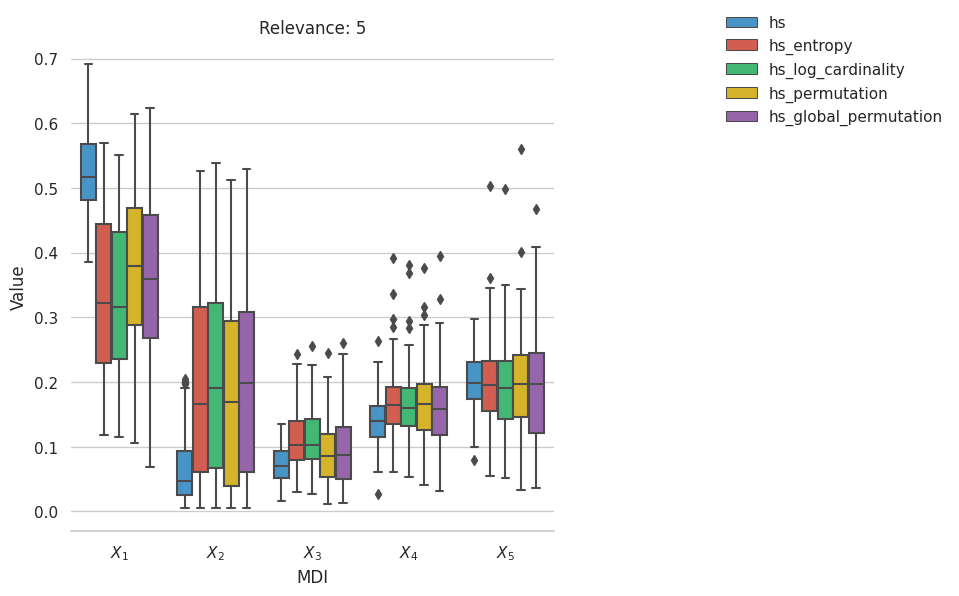 Relevance: 5
hs
hs_entropy
hs_log_cardinality
hs_permutation
hs_global_permutation
Value
0.7
0.6
0.5
0.4
0.3
0.2
0.1
0.0
X₁ X₂ X₃ X₄ X₅
MDI